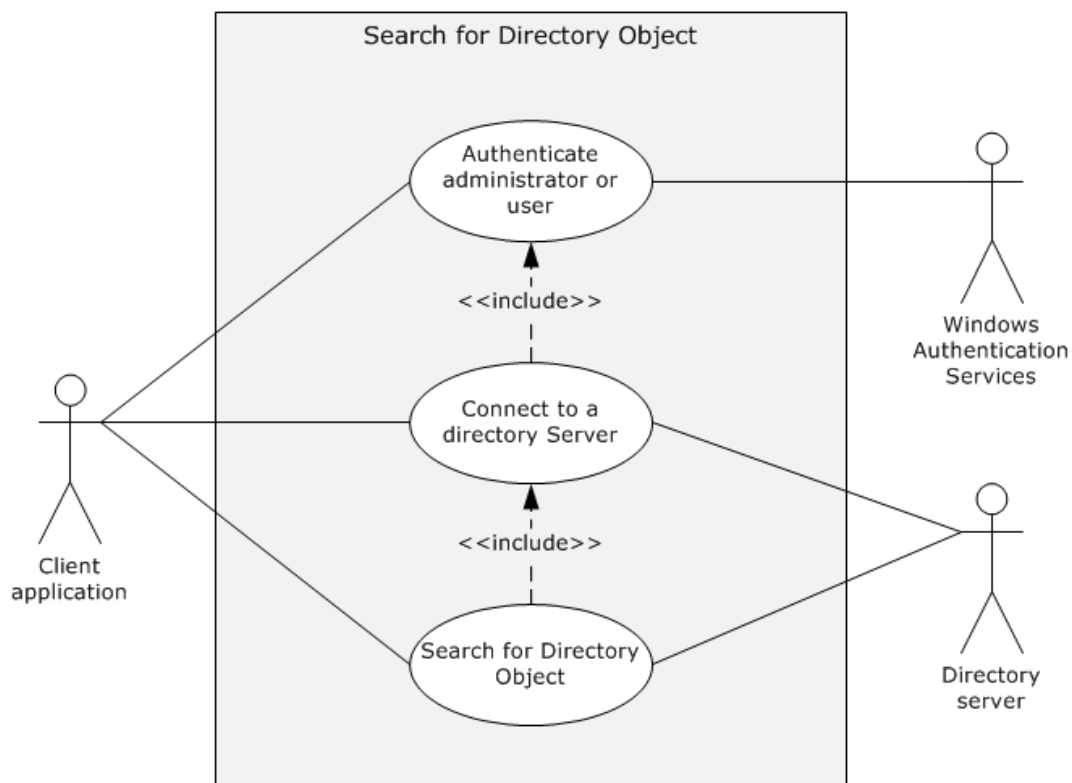 Search for Directory Object
Authenticate
administrator or
user
<<include>>
Windows
Authentication
Services
Connect to a
directory Server
<<include>>
Client
application
Search for Directory
Object
Directory
server